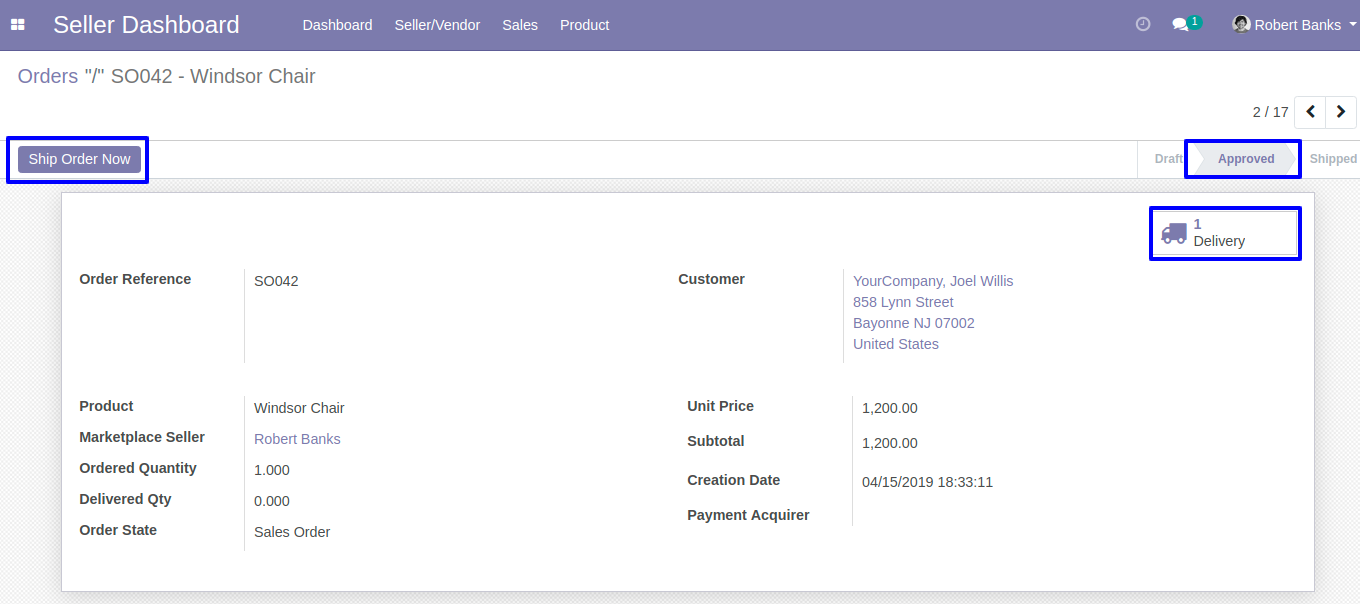 Seller Dashboard Dashboard Seller/Vendor Sales Product 1 Robert Banks
Orders "/" SO042 - Windsor Chair
2 / 17
Ship Order Now Draft Approved Shipped
1
Delivery
Order Reference SO042 Customer YourCompany, Joel Willis
858 Lynn Street
Bayonne NJ 07002
United States
Product Windsor Chair Unit Price 1,200.00
Marketplace Seller Robert Banks Subtotal 1,200.00
Ordered Quantity 1.000 Creation Date 04/15/2019 18:33:11
Delivered Qty 0.000 Payment Acquirer
Order State Sales Order